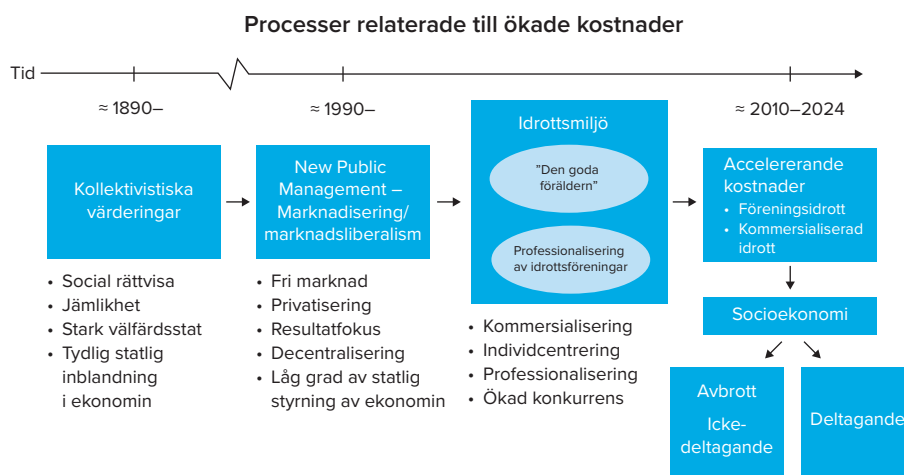 Processer relaterade till ökade kostnader
Tid
≈ 1890–
≈ 1990–
≈ 2010–2024
Kollektivistiska
värderingar
• Social rättvisa
• Jämlikhet
• Stark välfärdsstat
• Tydlig statlig
inblandning
i ekonomin
New Public
Management –
Marknadisering/
marknadsliberalism
• Fri marknad
• Privatisering
• Resultatfokus
• Decentralisering
• Låg grad av statlig
styrning av ekonomin
Idrottsmiljö
”Den goda
föräldern”
Professionalisering
av idrottsföreningar
• Kommersialisering
• Individcentrering
• Professionalisering
• Ökad konkurrens
Accelererande
kostnader
• Föreningsidrott
• Kommersialiserad
idrott
Socioekonomi
Avbrott
Icke-
deltagande
Deltagande